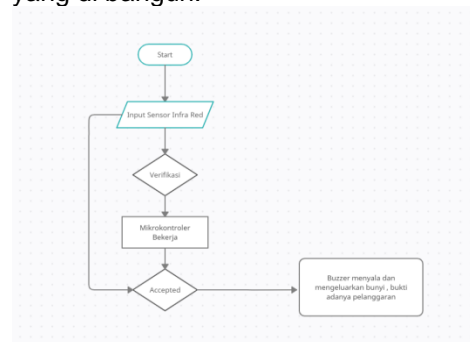 yang di bangun.
Start
Input Sensor Infra Red
Verifikasi
Mikrokontroler
Bekerja
Accepted
Buzzer menyala dan
mengeluarkan bunyi , bukti
adanya pelanggaran